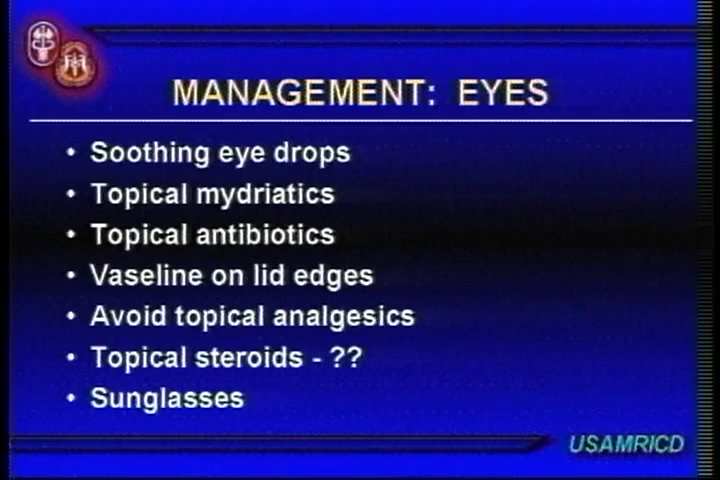 MANAGEMENT: EYES
• Soothing eye drops
• Topical mydriatics
• Topical antibiotics
• Vaseline on lid edges
• Avoid topical analgesics
• Topical steroids - ??
• Sunglasses
USAMRICD